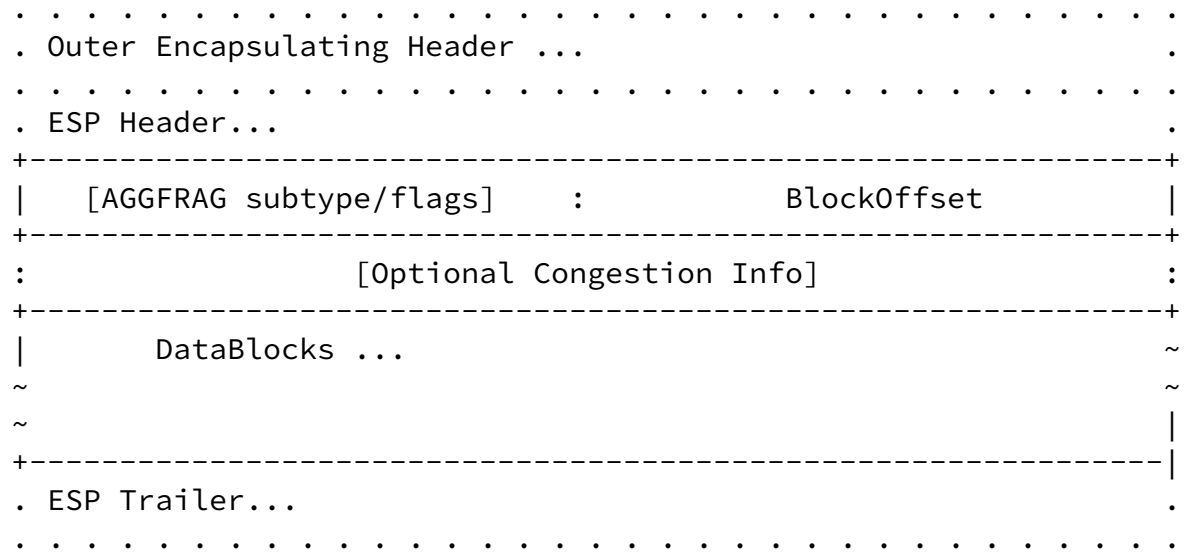 . . . . . . . . . . . . . . . . . . . . . . . . . . . . . . . . .
. Outer Encapsulating Header ...                                .
. . . . . . . . . . . . . . . . . . . . . . . . . . . . . . . . .
. ESP Header...                                                 .
+---------------------------------------------------------------+
|   [AGGFRAG subtype/flags]    :           BlockOffset          |
+---------------------------------------------------------------+
:                  [Optional Congestion Info]                   :
+---------------------------------------------------------------+
|       DataBlocks ...                                          ~
~                                                               ~
~                                                               |
+---------------------------------------------------------------|
. ESP Trailer...                                                .
. . . . . . . . . . . . . . . . . . . . . . . . . . . . . . . . .